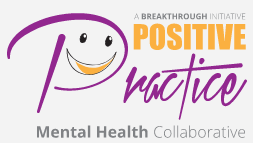 A BREAKTHROUGH INITIATIVE
POSITIVE
Practice
Mental Health Collaborative